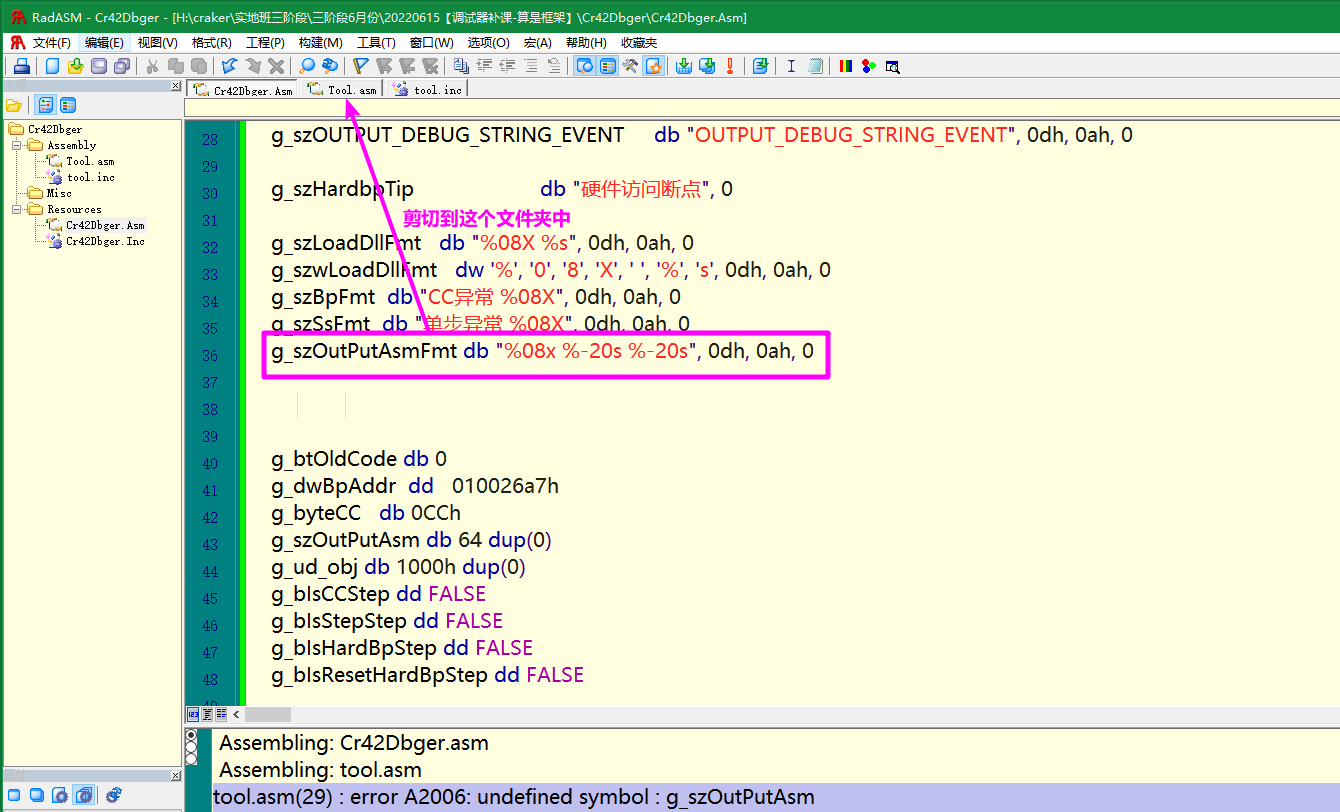 RadASM - Cr42Dbger - [H:\craker\实地班三阶段\三阶段6月份\20220615【调试器补课-算是框架】\Cr42Dbger\Cr42Dbger.Asm]
文件(F) 编辑(E) 视图(V) 格式(R) 工程(P) 构建(M) 工具(T) 窗口(W) 选项(O) 宏(A) 帮助(H) 收藏夹
Cr42Dbger.Asm Tool.asm tool.inc
Cr42Dbger
Assembly
Tool.asm
tool.inc
Misc
Resources
Cr42Dbger.Asm
Cr42Dbger.Inc
28 g_szOUTPUT_DEBUG_STRING_EVENT db "OUTPUT_DEBUG_STRING_EVENT", 0dh, 0ah, 0
29
30 g_szHardbpTip db "硬件访问断点", 0
31
剪切到这个文件夹中
32 g_szLoadDllFmt db "%08X %s", 0dh, 0ah, 0
33 g_szwLoadDllFmt dw '%', '0', '8', 'X', ' ', '%', 's', 0dh, 0ah, 0
34 g_szBpFmt db "CC异常 %08X", 0dh, 0ah, 0
35 g_szSsFmt db "单步异常 %08X", 0dh, 0ah, 0
36 g_szOutPutAsmFmt db "%08x %-20s %-20s", 0dh, 0ah, 0
37
38
39
40 g_btOldCode db 0
41 g_dwBpAddr dd 010026a7h
42 g_byteCC db 0CCh
43 g_szOutPutAsm db 64 dup(0)
44 g_ud_obj db 1000h dup(0)
45 g_bIsCCStep dd FALSE
46 g_bIsStepStep dd FALSE
47 g_bIsHardBpStep dd FALSE
48 g_bIsResetHardBpStep dd FALSE
49
Assembling: Cr42Dbger.asm
Assembling: tool.asm
tool.asm(29) : error A2006: undefined symbol : g_szOutPutAsm